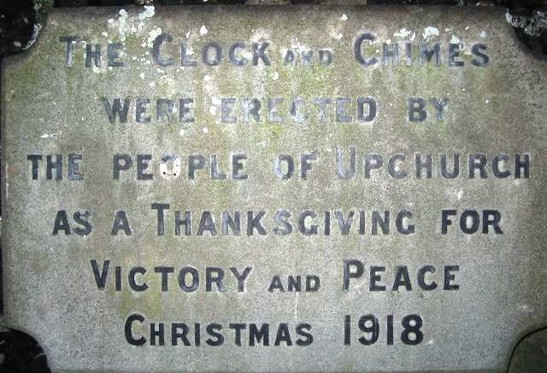 The Clock and Chimes
were erected by
the people of Upchurch
as a Thanksgiving for
Victory and Peace
Christmas 1918